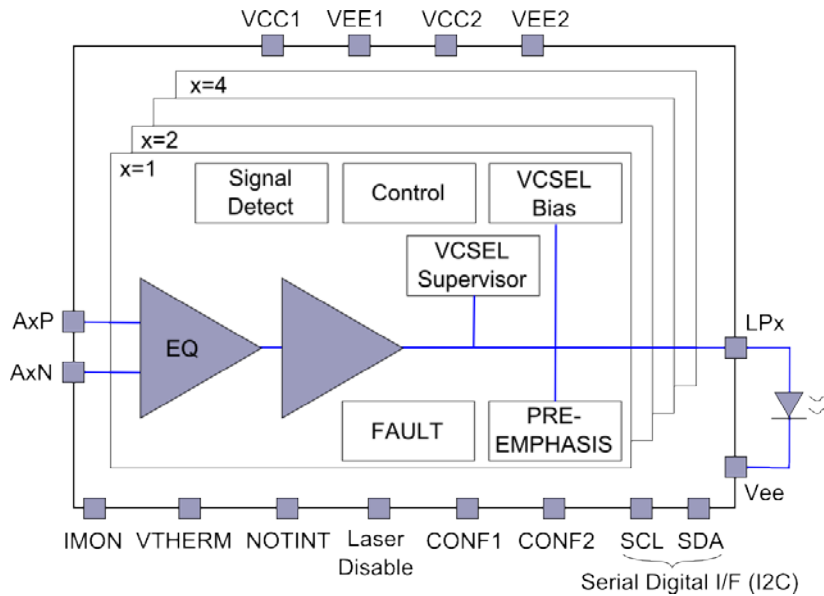 VCC1 VEE1 VCC2 VEE2
x=4
x=2
x=1
Signal
Detect
Control
VCSEL
Bias
VCSEL
Supervisor
AxP
AxN
EQ
LPx
FAULT
PRE-
EMPHASIS
Vee
IMON VTHERM NOTINT Laser
Disable
CONF1 CONF2 SCL SDA
Serial Digital I/F (I2C)